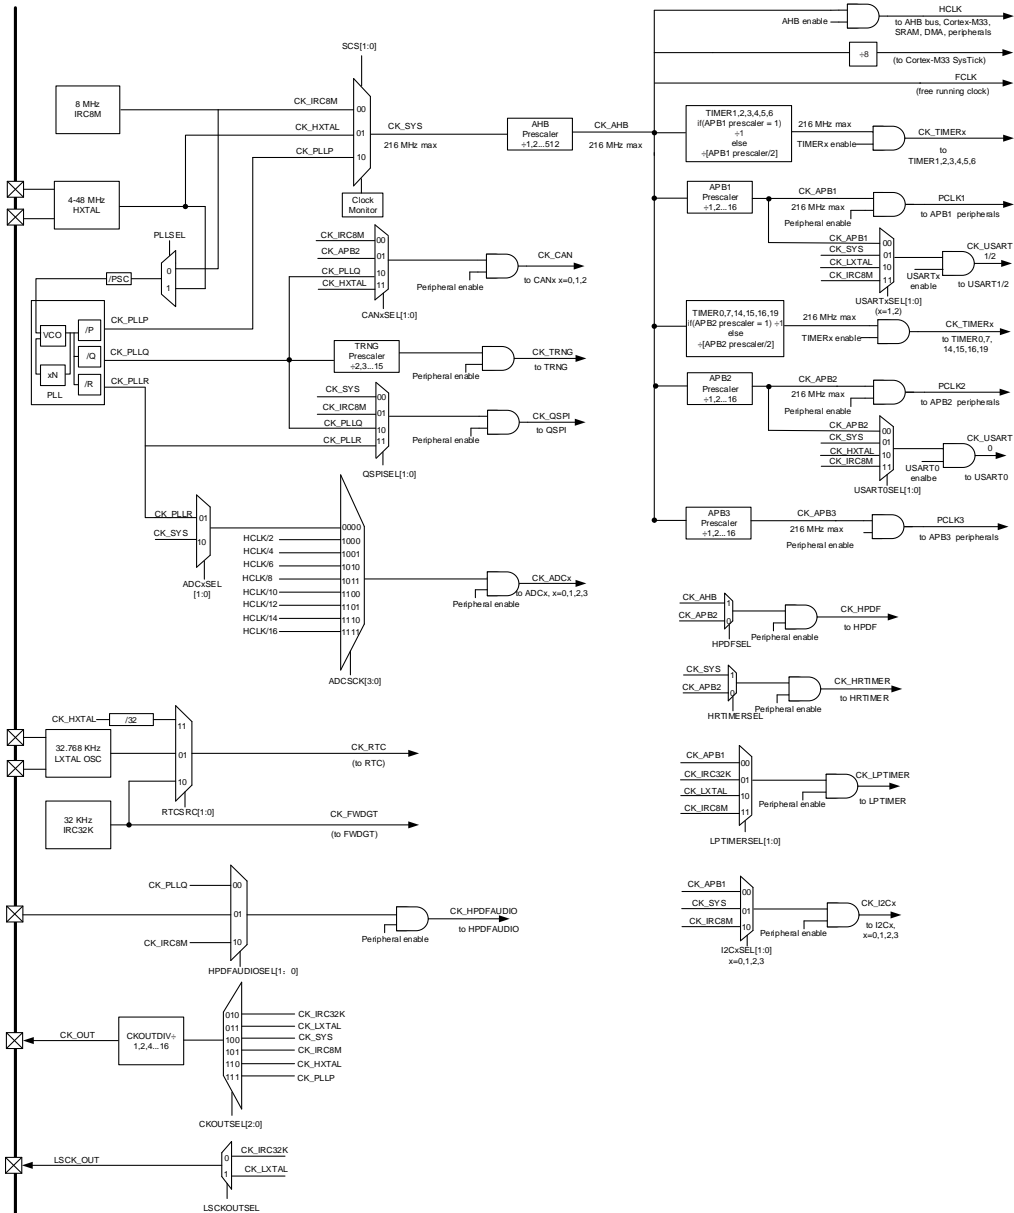 HCLK
AHB enable
to AHB bus, Cortex-M33,
SRAM, DMA, peripherals
SCS[1:0]
÷8
(to Cortex-M33 SysTick)
FCLK
(free running clock)
8 MHz
IRC8M
CK_IRC8M
00
CK_HXTAL
01
CK_PLLP
10
CK_SYS
216 MHz max
AHB
Prescaler
÷1,2...512
CK_AHB
216 MHz max
TIMER1,2,3,4,5,6
if(APB1 prescaler = 1)
÷1
else
÷[APB1 prescaler/2]
216 MHz max
TIMERx enable
CK_TIMERx
to
TIMER1,2,3,4,5,6
4-48 MHz
HXTAL
Clock
Monitor
APB1
Prescaler
÷1,2...16
CK_APB1
216 MHz max
Peripheral enable
PCLK1
to APB1 peripherals
CK_APB1
00
CK_SYS
01
CK_LXTAL
10
CK_IRC8M
11
USARTx
enable
CK_USART
1/2
to USART1/2
USARTxSEL[1:0]
(x=1,2)
PLLSEL
0
1
/PSC
CK_IRC8M
00
CK_APB2
01
CK_PLLQ
10
CK_HXTAL
11
CANxSEL[1:0]
Peripheral enable
CK_CAN
to CANx x=0,1,2
VCO
xN
PLL
/P
/Q
/R
CK_PLLP
CK_PLLQ
CK_PLLR
TIMER0,7,14,15,16,19
if(APB2 prescaler = 1) ÷1
else
÷[APB2 prescaler/2]
216 MHz max
TIMERx enable
CK_TIMERx
to TIMER0,7,
14,15,16,19
TRNG
Prescaler
÷2,3...15
Peripheral enable
CK_TRNG
to TRNG
APB2
Prescaler
÷1,2...16
CK_APB2
216 MHz max
Peripheral enable
PCLK2
to APB2 peripherals
CK_SYS
00
CK_IRC8M
01
CK_PLLQ
10
CK_PLLR
11
QSPISEL[1:0]
Peripheral enable
CK_QSPI
to QSPI
CK_APB2
00
CK_SYS
01
CK_HXTAL
10
CK_IRC8M
11
USART0
enalbe
CK_USART
0
to USART0
USART0SEL[1:0]
CK_PLLR
01
CK_SYS
10
ADCxSEL
[1:0]
0000
HCLK/2
1000
HCLK/4
1001
HCLK/6
1010
HCLK/8
1011
HCLK/10
1100
HCLK/12
1101
HCLK/14
1110
HCLK/16
1111
ADCSCK[3:0]
Peripheral enable
CK_ADCx
to ADCx, x=0,1,2,3
APB3
Prescaler
÷1,2...16
CK_APB3
216 MHz max
Peripheral enable
PCLK3
to APB3 peripherals
CK_AHB
1
CK_APB2
0
HPDFSEL
Peripheral enable
CK_HPDF
to HPDF
CK_SYS
1
CK_APB2
0
HRTIMERSEL
Peripheral enable
CK_HRTIMER
to HRTIMER
CK_HXTAL
/32
11
32.768 KHz
LXTAL OSC
01
10
RTCSRC[1:0]
CK_RTC
(to RTC)
32 KHz
IRC32K
CK_FWDGT
(to FWDGT)
CK_APB1
00
CK_IRC32K
01
CK_LXTAL
10
CK_IRC8M
11
LPTIMERSEL[1:0]
Peripheral enable
CK_LPTIMER
to LPTIMER
CK_PLLQ
00
01
CK_IRC8M
10
HPDFAUDIOSEL[1: 0]
Peripheral enable
CK_HPDFAUDIO
to HPDFAUDIO
CK_APB1
00
CK_SYS
01
CK_IRC8M
10
I2CxSEL[1:0]
x=0,1,2,3
Peripheral enable
CK_I2Cx
to I2Cx,
x=0,1,2,3
CK_OUT
CKOUTDIV÷
1,2,4...16
010
CK_IRC32K
011
CK_LXTAL
100
CK_SYS
101
CK_IRC8M
110
CK_HXTAL
111
CK_PLLP
CKOUTSEL[2:0]
LSCK_OUT
0
CK_IRC32K
1
CK_LXTAL
LSCKOUTSEL